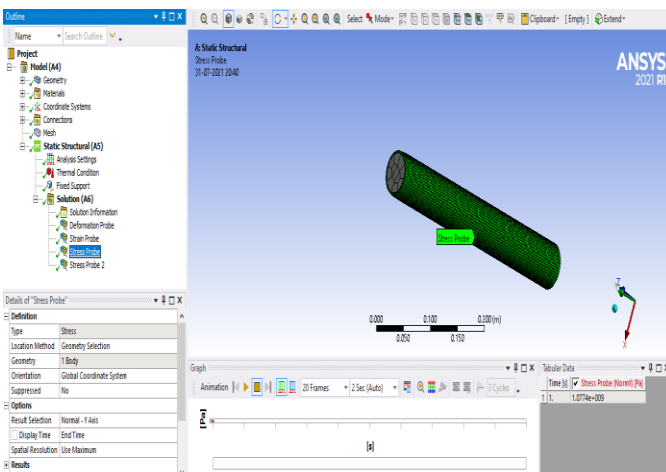 Outline
Name
Search Outline
Project
Model (A4)
Geometry
Materials
Coordinate Systems
Connections
Mesh
Static Structural (A5)
Analysis Settings
Thermal Condition
Fixed Support
Solution (A6)
Solution Information
Deformation Probe
Strain Probe
Stress Probe
Stress Probe 2
Details of "Stress Probe"
Definition
Type Stress
Location Method Geometry Selection
Geometry 1 Body
Orientation Global Coordinate System
Suppressed No
Options
Result Selection Normal - Y Axis
Display Time End Time
Spatial Resolution Use Maximum
Results
Select Mode Clipboard [Empty] Extend
A: Static Structural
Stress Probe
31-07-2021 20:40
ANSYS
2021 R1
Stress Probe
Z
X
0.000 0.100 0.200 (m)
0.050 0.150
Graph
Animation 20 Frames 2 Sec (Auto) 3 Cycles
[Pa]
[s]
Tabular Data
Time [s] Stress Probe (NormY) [Pa]
1 1. 1.0774e+009